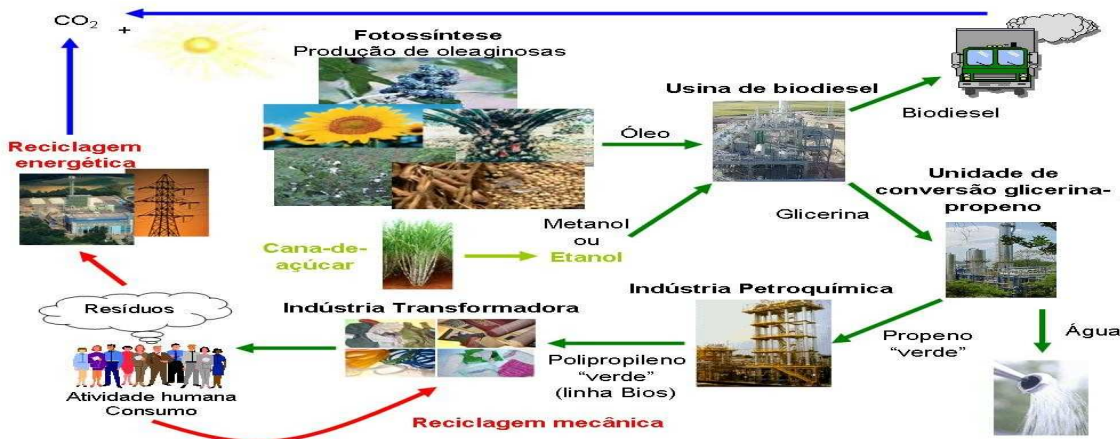 CO₂
+
Fotossíntese
Produção de oleaginosas
Usina de biodiesel
Biodiesel
Óleo
Reciclagem
energética
Unidade de
conversão glicerina-
propeno
Metanol
ou
Etanol
Glicerina
Cana-de-
açúcar
Resíduos
Indústria Transformadora
Indústria Petroquímica
Propeno
“verde”
Água
Polipropileno
“verde”
(linha Bios)
Atividade humana
Consumo
Reciclagem mecânica